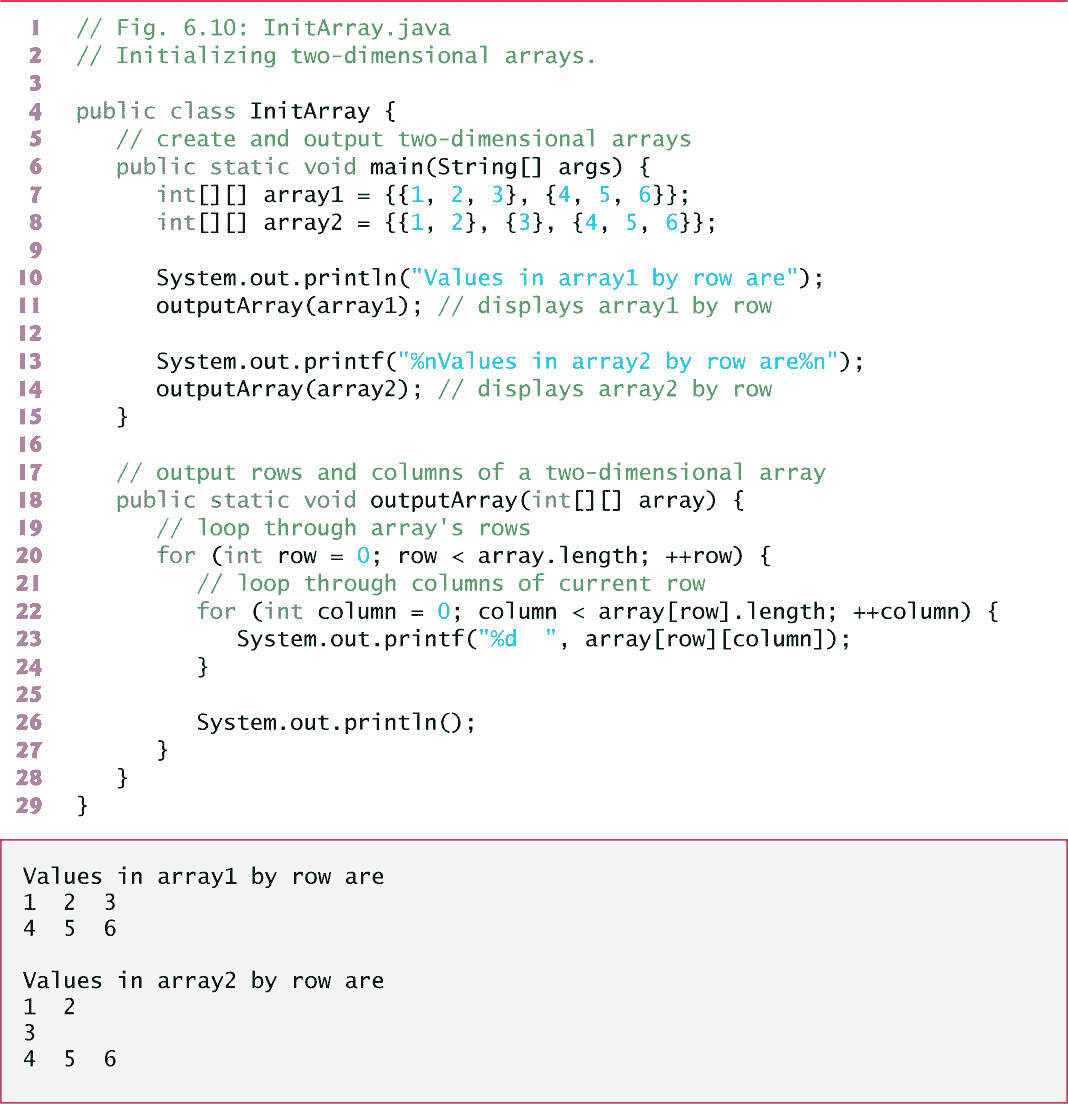 1 // Fig. 6.10: InitArray.java
2 // Initializing two-dimensional arrays.
3
4 public class InitArray {
5    // create and output two-dimensional arrays
6    public static void main(String[] args) {
7       int[][] array1 = {{1, 2, 3}, {4, 5, 6}};
8       int[][] array2 = {{1, 2}, {3}, {4, 5, 6}};
9
10       System.out.println("Values in array1 by row are");
11       outputArray(array1); // displays array1 by row
12
13       System.out.printf("%nValues in array2 by row are%n");
14       outputArray(array2); // displays array2 by row
15    }
16
17    // output rows and columns of a two-dimensional array
18    public static void outputArray(int[][] array) {
19       // loop through array's rows
20       for (int row = 0; row < array.length; ++row) {
21          // loop through columns of current row
22          for (int column = 0; column < array[row].length; ++column) {
23             System.out.printf("%d  ", array[row][column]);
24          }
25
26          System.out.println();
27       }
28    }
29 }
Values in array1 by row are
1  2  3
4  5  6
Values in array2 by row are
1  2
3
4  5  6